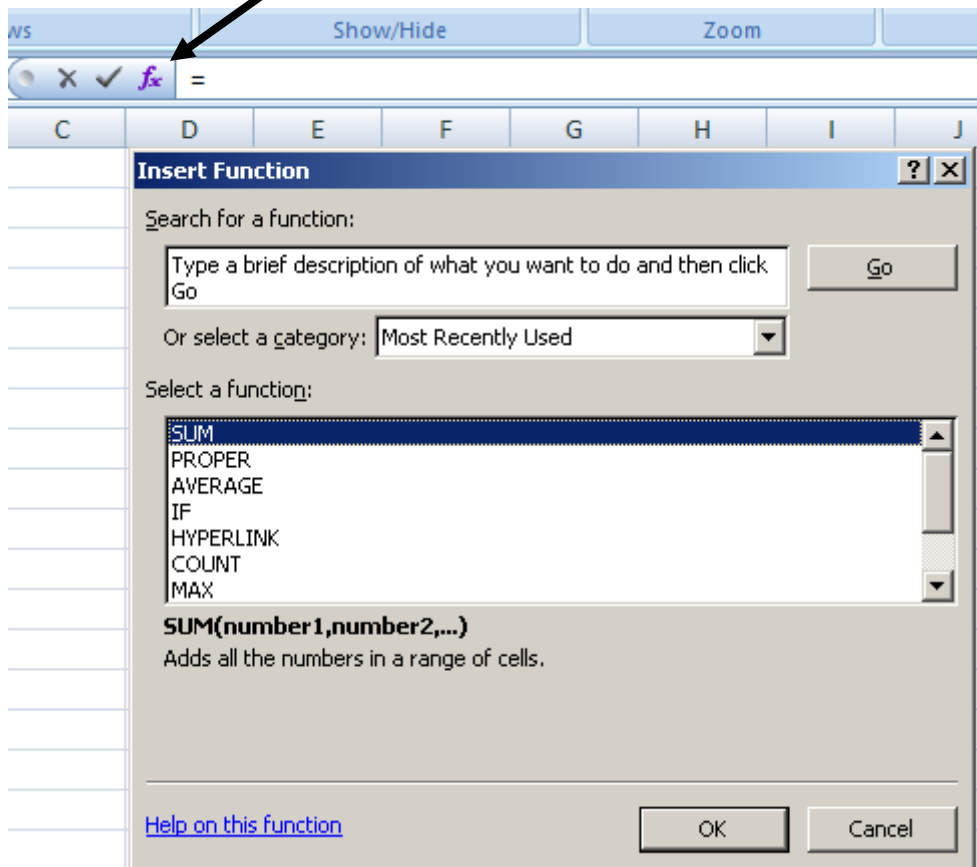 ws Show/Hide Zoom
fx =
C D E F G H I J
Insert Function ? X
Search for a function:
Type a brief description of what you want to do and then click Go
Go
Or select a category: Most Recently Used
Select a function:
SUM
PROPER
AVERAGE
IF
HYPERLINK
COUNT
MAX
SUM(number1,number2,...)
Adds all the numbers in a range of cells.
Help on this function OK Cancel